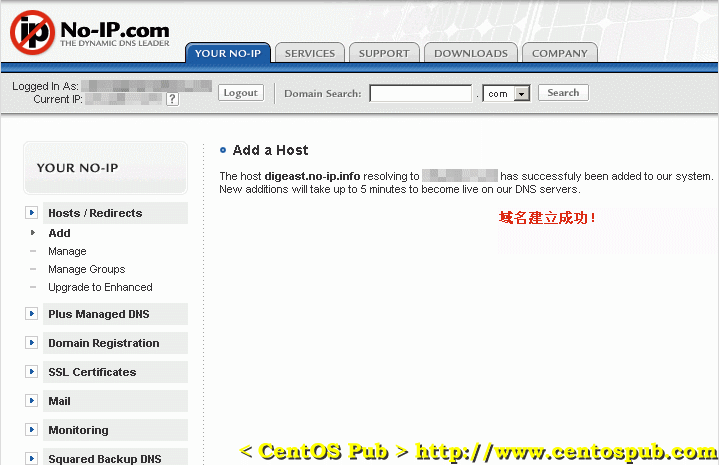 No-IP.com
THE DYNAMIC DNS LEADER
YOUR NO-IP
SERVICES
SUPPORT
DOWNLOADS
COMPANY
Logged In As:
Current IP:
?
Logout
Domain Search:
.
com
Search
YOUR NO-IP
Hosts / Redirects
Add
Manage
Manage Groups
Upgrade to Enhanced
Plus Managed DNS
Domain Registration
SSL Certificates
Mail
Monitoring
Squared Backup DNS
Add a Host
The host digeast.no-ip.info resolving to has successfuly been added to our system.
New additions will take up to 5 minutes to become live on our DNS servers.
域名建立成功!
< CentOS Pub > http://www.centospub.com